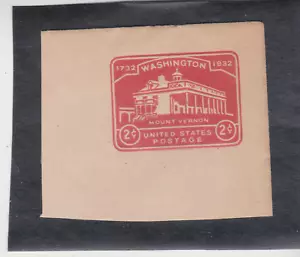 WASHINGTON
1732 1932
MOUNT VERNON
2¢ UNITED STATES 2¢
POSTAGE